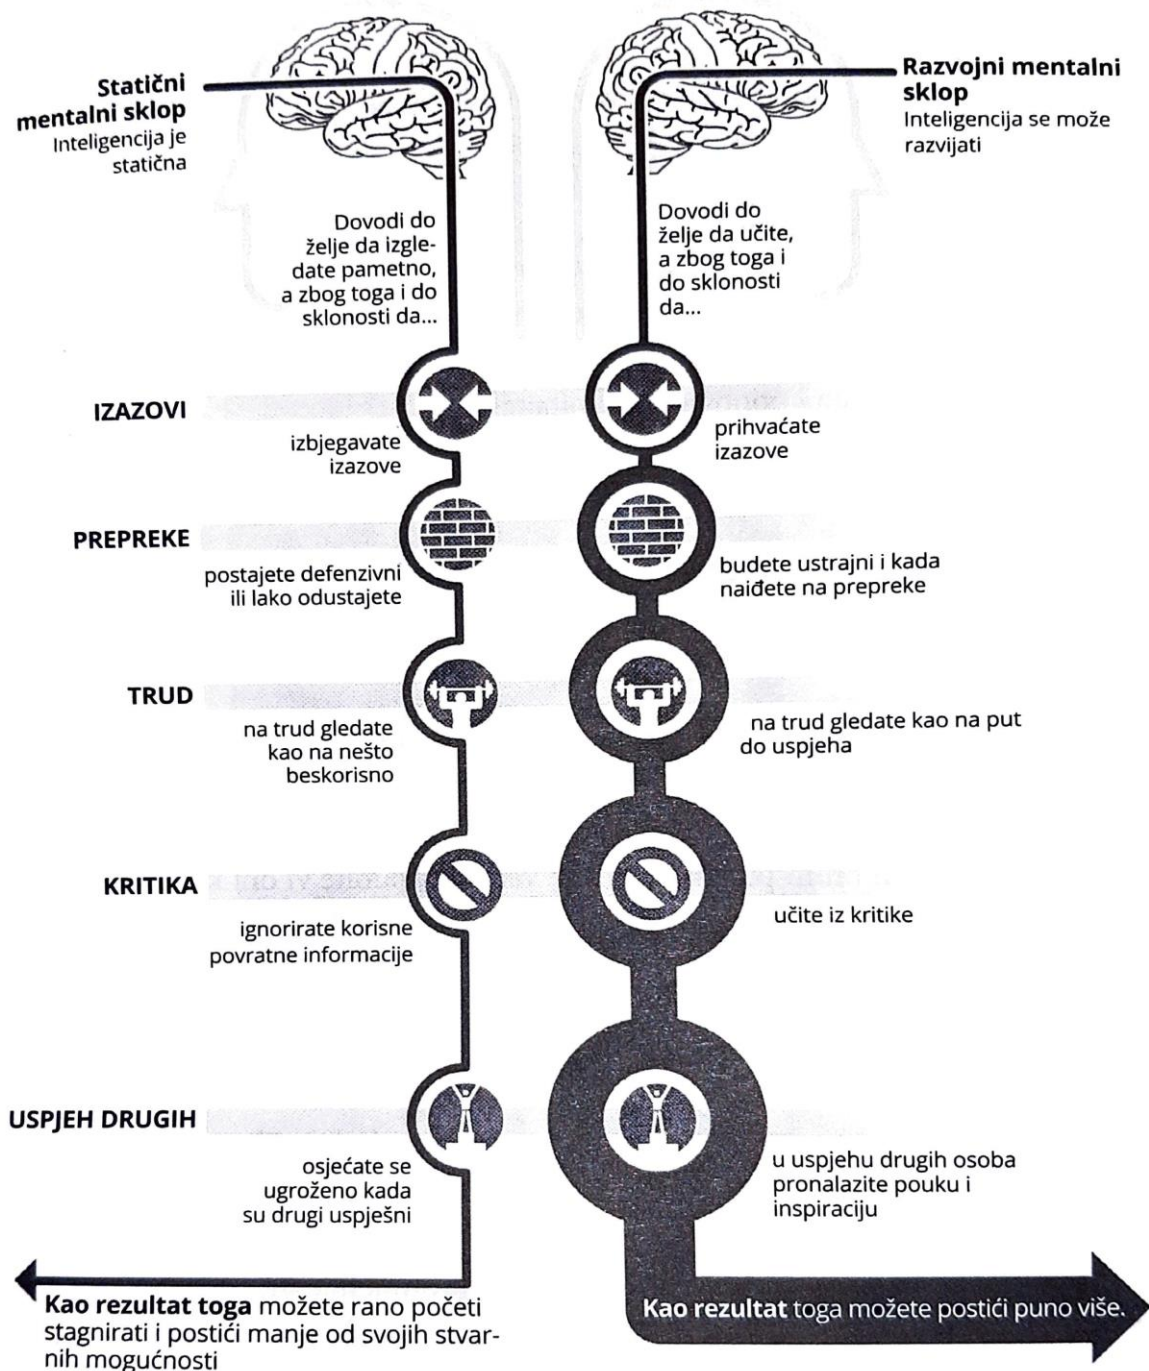 Statični
mentalni sklop
Inteligencija je
statična
Razvojni mentalni
sklop
Inteligencija se može
razvijati
Dovodi do
želje da izgle-
date pametno,
a zbog toga i do
sklonosti da...
Dovodi do
želje da učite,
a zbog toga i
do sklonosti
da...
IZAZOVI
izbjegavate
izazove
prihvaćate
izazove
PREPREKE
postajete defenzivni
ili lako odustajete
budete ustrajni i kada
naiđete na prepreke
TRUD
na trud gledate
kao na nešto
beskorisno
na trud gledate kao na put
do uspjeha
KRITIKA
ignorirate korisne
povratne informacije
učite iz kritike
USPJEH DRUGIH
osjećate se
ugroženo kada
su drugi uspješni
u uspjehu drugih osoba
pronalazite pouku i
inspiraciju
Kao rezultat toga možete rano početi
stagnirati i postići manje od svojih stvar-
nih mogućnosti
Kao rezultat toga možete postići puno više.